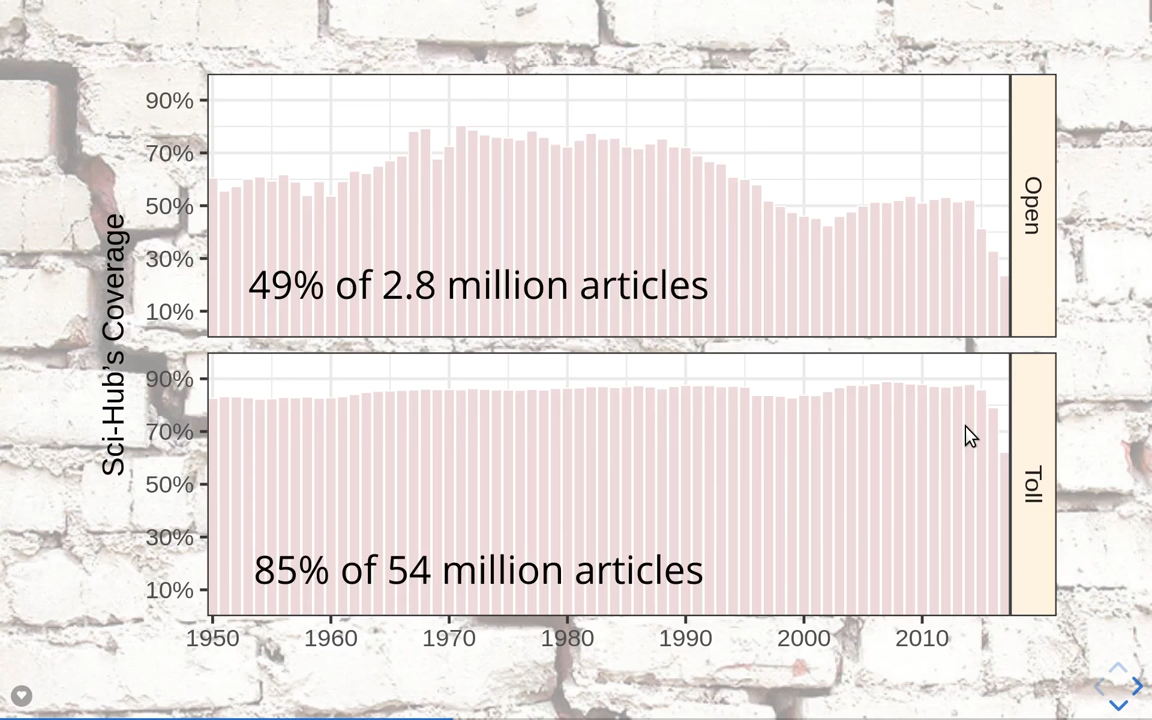 Sci-Hub's Coverage
90%
70%
50%
30%
10%
49% of 2.8 million articles
Open
90%
70%
50%
30%
10%
85% of 54 million articles
Toll
1950 1960 1970 1980 1990 2000 2010